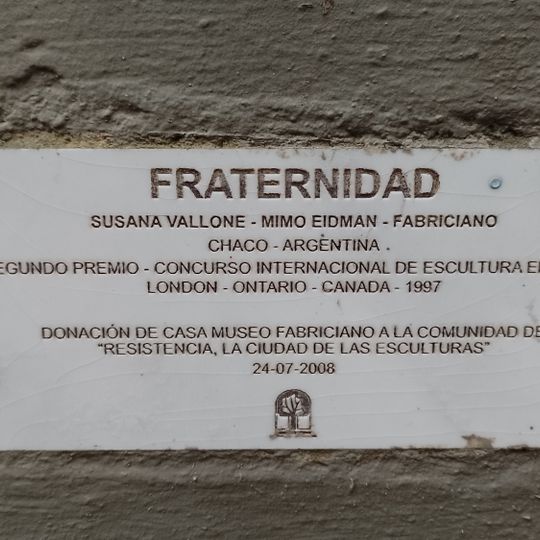 FRATERNIDAD
SUSANA VALLONE - MIMO EIDMAN - FABRICIANO
CHACO - ARGENTINA .
EGUNDO PREMIO - CONCURSO INTERNACIONAL DE ESCULTURA E
LONDON - ONTARIO - CANADA - 1997
DONACIÓN DE CASA MUSEO FABRICIANO A LA COMUNIDAD DE
"RESISTENCIA, LA CIUDAD DE LAS ESCULTURAS"
24-07-2008